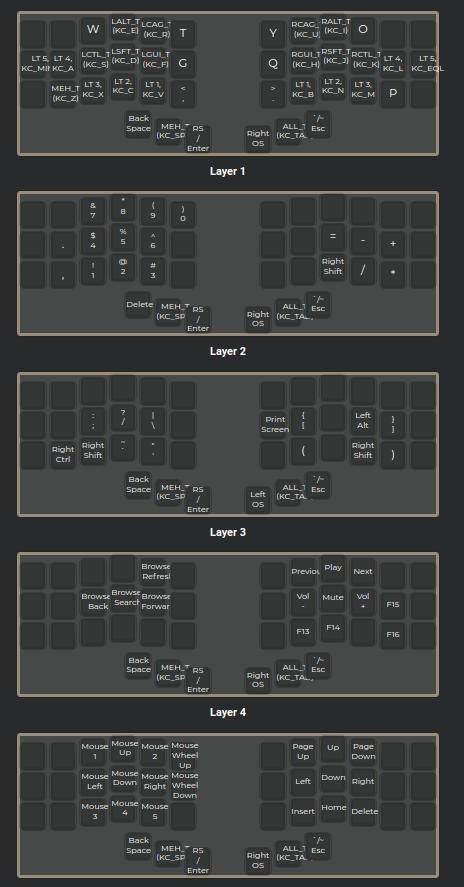 W
LALT_T
(KC_E)
LCAG_T
(KC_R)
T
Y
RCAG_
(KC_U)
RALT_T
(KC_I)
O
LT 5,
LT 4,
KC_A
LCTL_T
(KC_S)
LSFT_T
(KC_D)
LGUI_T
(KC_F)
G
Q
RGUI_T
(KC_H)
RSFT_T
(KC_J)
RCTL_T
(KC_K)
LT 4,
KC_L
LT 5,
KC_EQL
MEH_T
(KC_Z)
LT 3,
KC_X
LT 2,
KC_C
LT 1,
KC_V
<
,
>
.
LT 1,
KC_B
LT 2,
KC_N
LT 3,
KC_M
P
Back
Space
MEH_T
(KC_SP
RS
/
Enter
Right
OS
ALL_T
(KC_TA
`/~
Esc
Layer 1
&
7
*
8
(
9
)
0
.
$
4
%
5
^
6
=
-
+
,
!
1
@
2
#
3
Right
Shift
/
*
Delete
MEH_T
(KC_SP
RS
/
Enter
Right
OS
ALL_T
(KC_TA
`/~
Esc
Layer 2
:
;
?
/
|
\
Print
Screen
{
[
Left
Alt
}
]
Right
Ctrl
Right
Shift
~
`
"
'
(
Right
Shift
)
Back
Space
MEH_T
(KC_SP
RS
/
Enter
Left
OS
ALL_T
(KC_TA
`/~
Esc
Layer 3
Browse
Refresh
Previou
Play
Next
Browse
Back
Browse
Search
Browse
Forwar
Vol
-
Mute
Vol
+
F15
F13
F14
F16
Back
Space
MEH_T
(KC_SP
RS
/
Enter
Right
OS
ALL_T
(KC_TA
`/~
Esc
Layer 4
Mouse
1
Mouse
Up
Mouse
2
Mouse
Wheel
Up
Page
Up
Up
Page
Down
Mouse
Left
Mouse
Down
Mouse
Right
Mouse
Wheel
Down
Left
Down
Right
Mouse
3
Mouse
4
Mouse
5
Insert
Home
Delete
Back
Space
MEH_T
(KC_SP
RS
/
Enter
Right
OS
ALL_T
(KC_TA
`/~
Esc